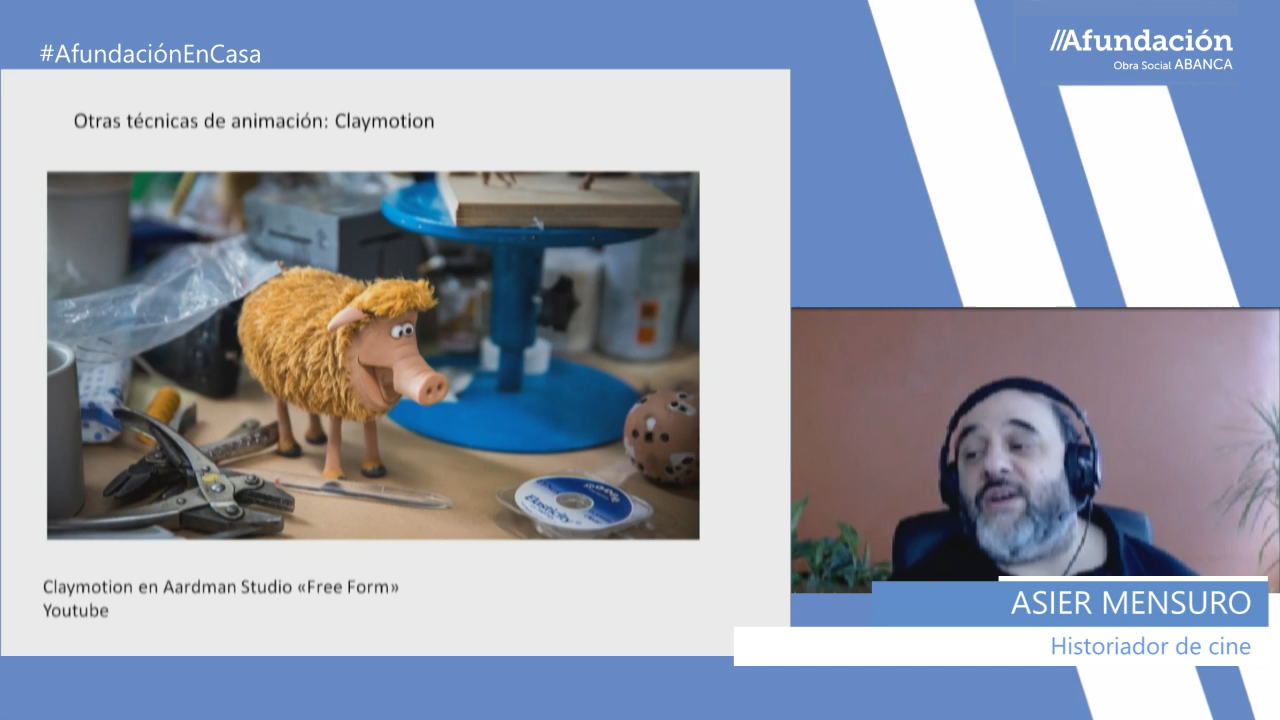 #AfundaciónEnCasa
//Afundación
Obra Social ABANCA
Otras técnicas de animación: Claymotion
Elasticity
Claymotion en Aardman Studio «Free Form»
Youtube
ASIER MENSURO
Historiador de cine